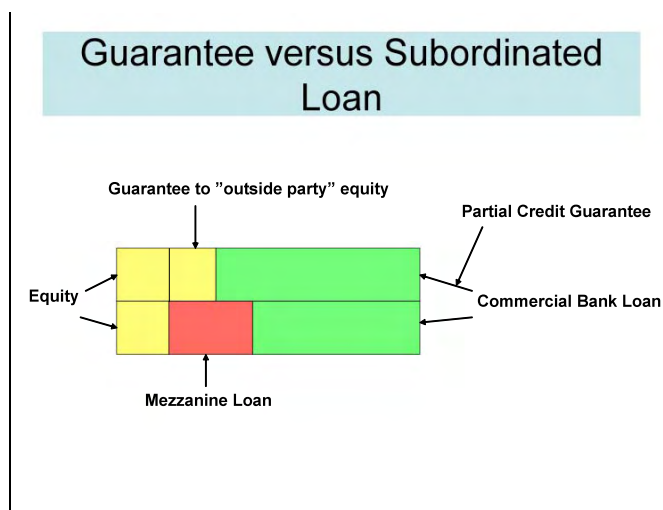 Guarantee versus Subordinated
Loan
Guarantee to ”outside party” equity
Partial Credit Guarantee
Equity
Commercial Bank Loan
Mezzanine Loan